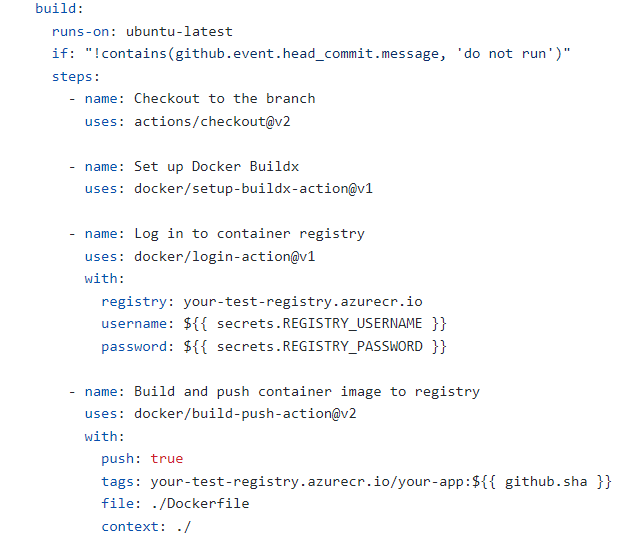 build:
  runs-on: ubuntu-latest
  if: "!contains(github.event.head_commit.message, 'do not run')"
  steps:
    - name: Checkout to the branch
      uses: actions/checkout@v2

    - name: Set up Docker Buildx
      uses: docker/setup-buildx-action@v1

    - name: Log in to container registry
      uses: docker/login-action@v1
      with:
        registry: your-test-registry.azurecr.io
        username: ${{ secrets.REGISTRY_USERNAME }}
        password: ${{ secrets.REGISTRY_PASSWORD }}

    - name: Build and push container image to registry
      uses: docker/build-push-action@v2
      with:
        push: true
        tags: your-test-registry.azurecr.io/your-app:${{ github.sha }}
        file: ./Dockerfile
        context: ./